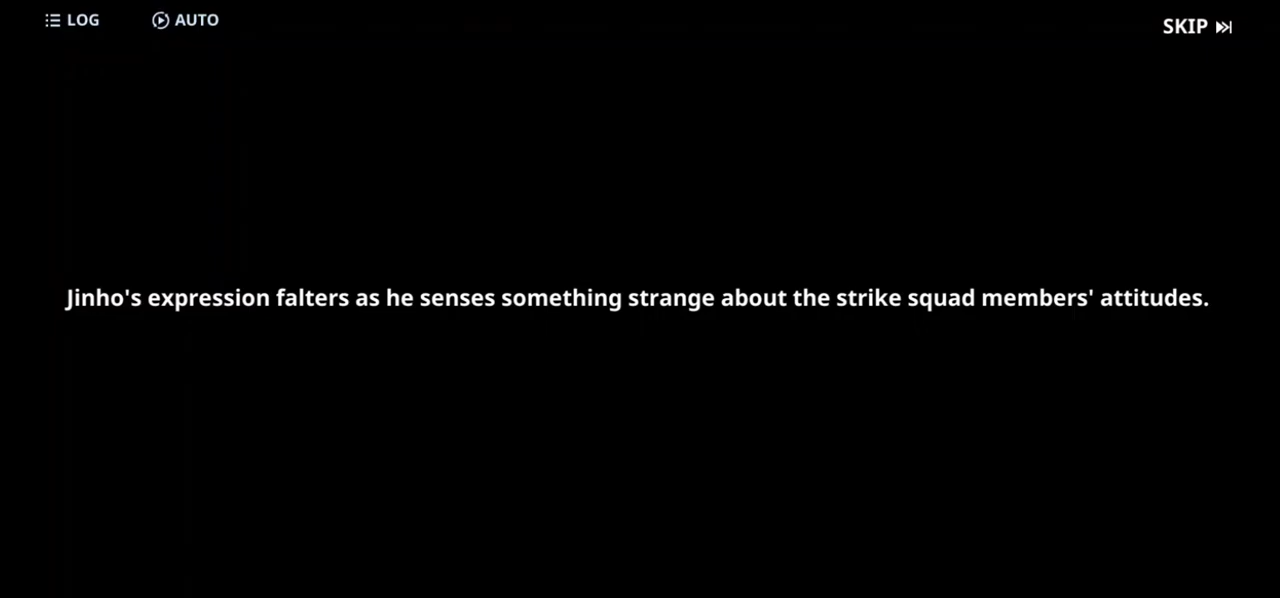 LOG
AUTO
SKIP
Jinho's expression falters as he senses something strange about the strike squad members' attitudes.